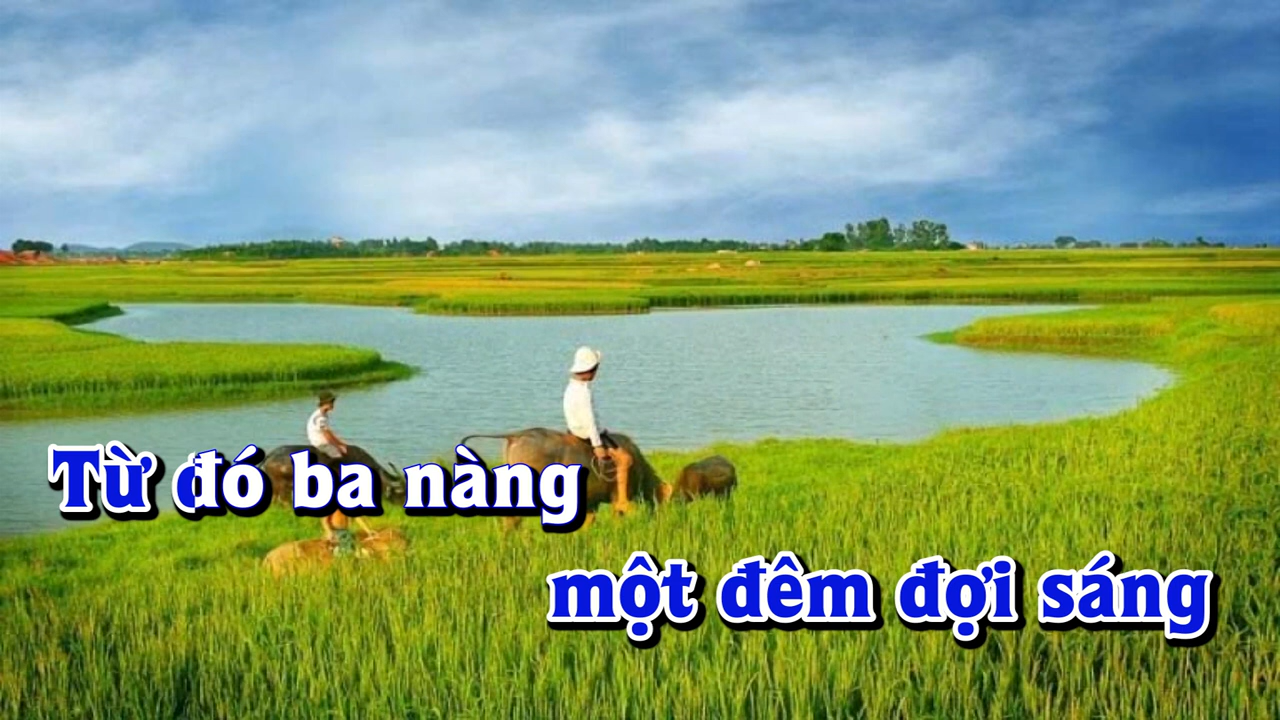 Từ đó ba nàng
một đêm đợi sáng